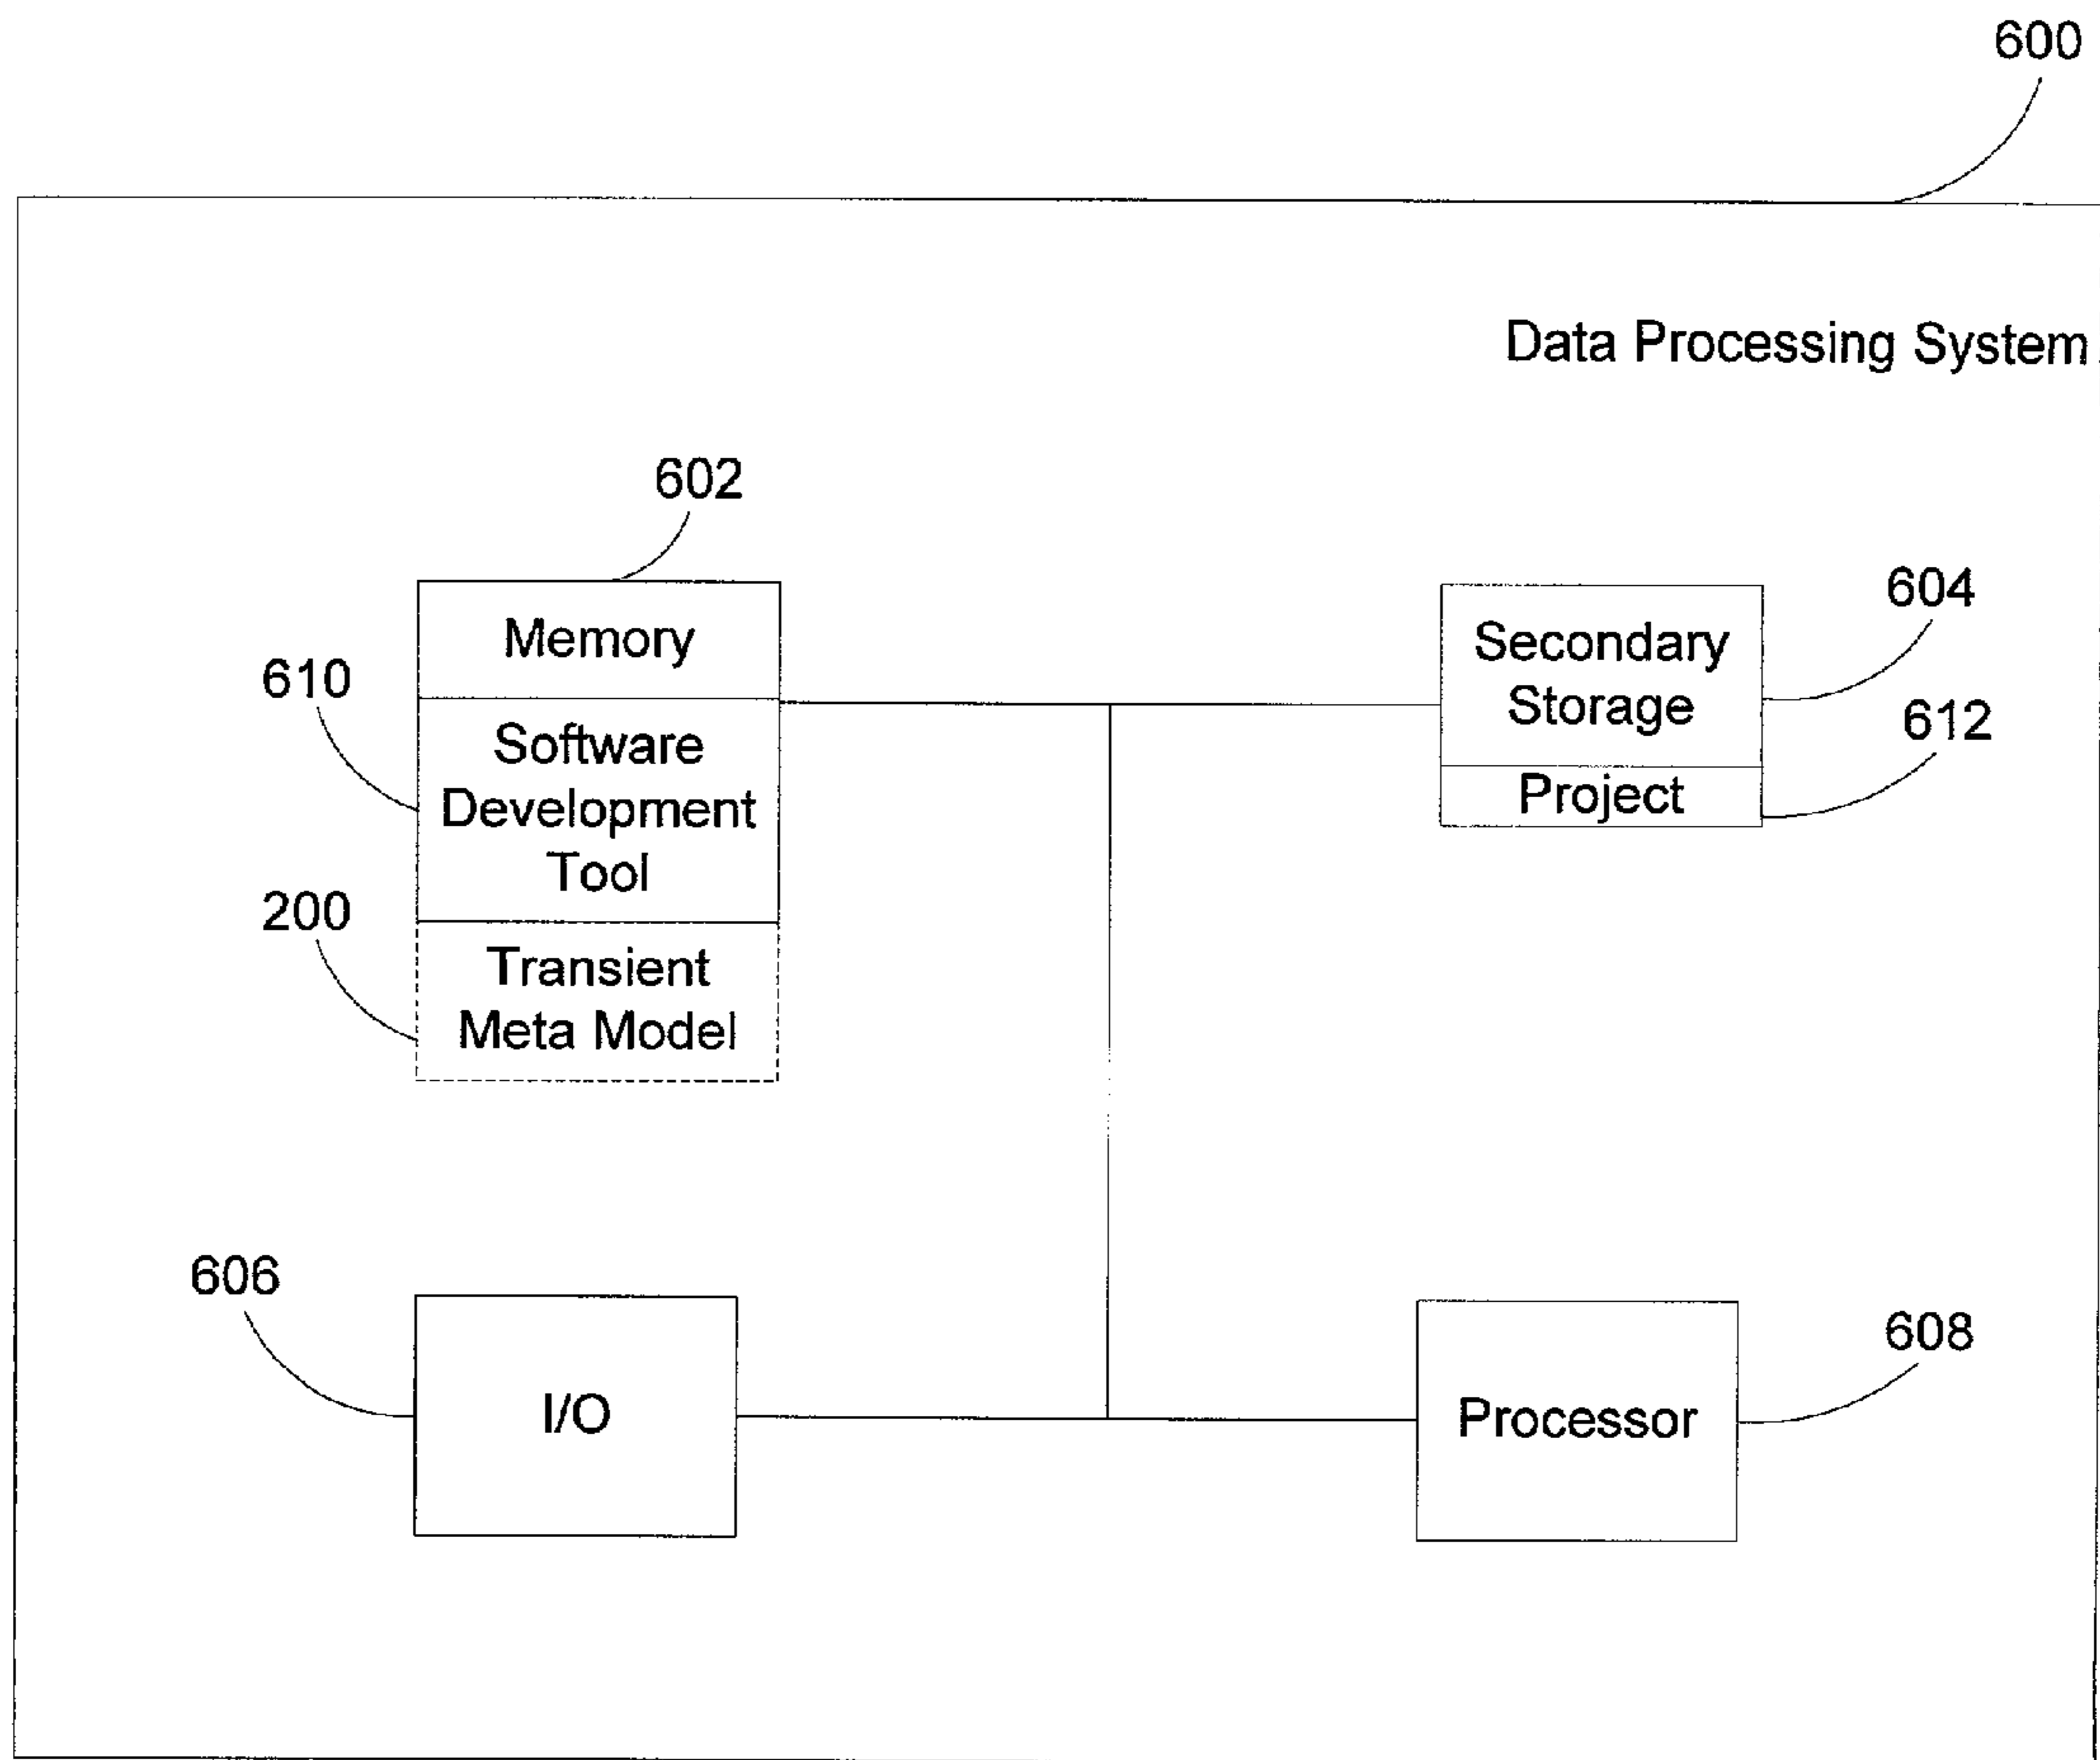 600
Data Processing System
602
Memory
610
Software
Development
Tool
200
Transient
Meta Model
604
Secondary
Storage
612
Project
606
I/O
608
Processor